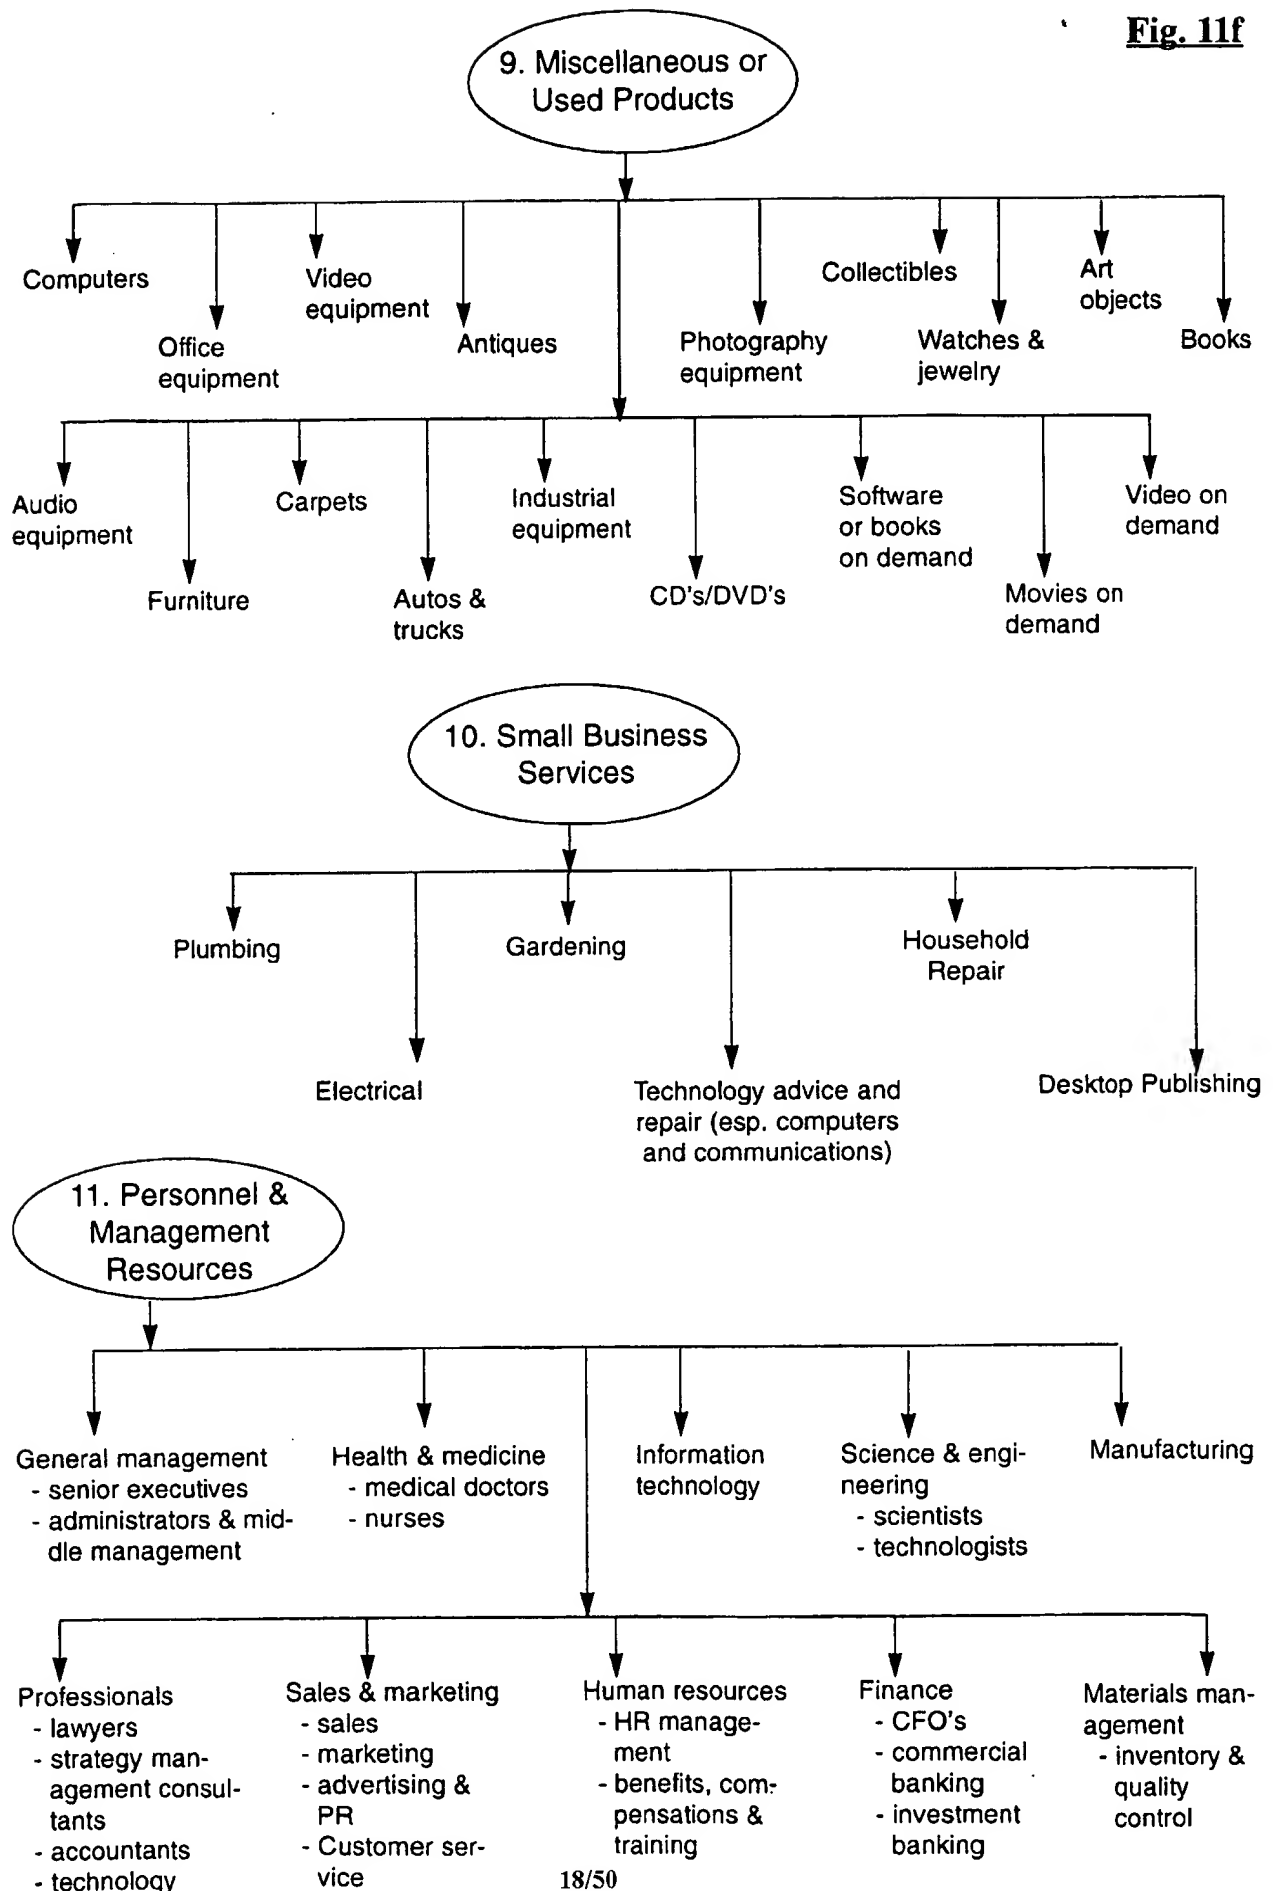 Fig. 11f
9. Miscellaneous or
Used Products
Computers
Office
equipment
Video
equipment
Antiques
Photography
equipment
Collectibles
Watches &
jewelry
Art
objects
Books
Audio
equipment
Furniture
Carpets
Autos &
trucks
Industrial
equipment
CD's/DVD's
Software
or books
on demand
Movies on
demand
Video on
demand
10. Small Business
Services
Plumbing
Electrical
Gardening
Technology advice and
repair (esp. computers
and communications)
Household
Repair
Desktop Publishing
11. Personnel &
Management
Resources
General management
- senior executives
- administrators & mid-
dle management
Health & medicine
- medical doctors
- nurses
Information
technology
Science & engi-
neering
- scientists
- technologists
Manufacturing
Professionals
- lawyers
- strategy man-
agement consul-
tants
- accountants
- technology
Sales & marketing
- sales
- marketing
- advertising &
PR
- Customer ser-
vice
Human resources
- HR manage-
ment
- benefits, com-
pensations &
training
Finance
- CFO's
- commercial
banking
- investment
banking
Materials man-
agement
- inventory &
quality
control
18/50